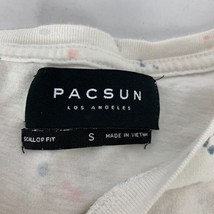 PACSUN
LOS ANGELES
SCALLOP FIT S MADE IN VIETNAM